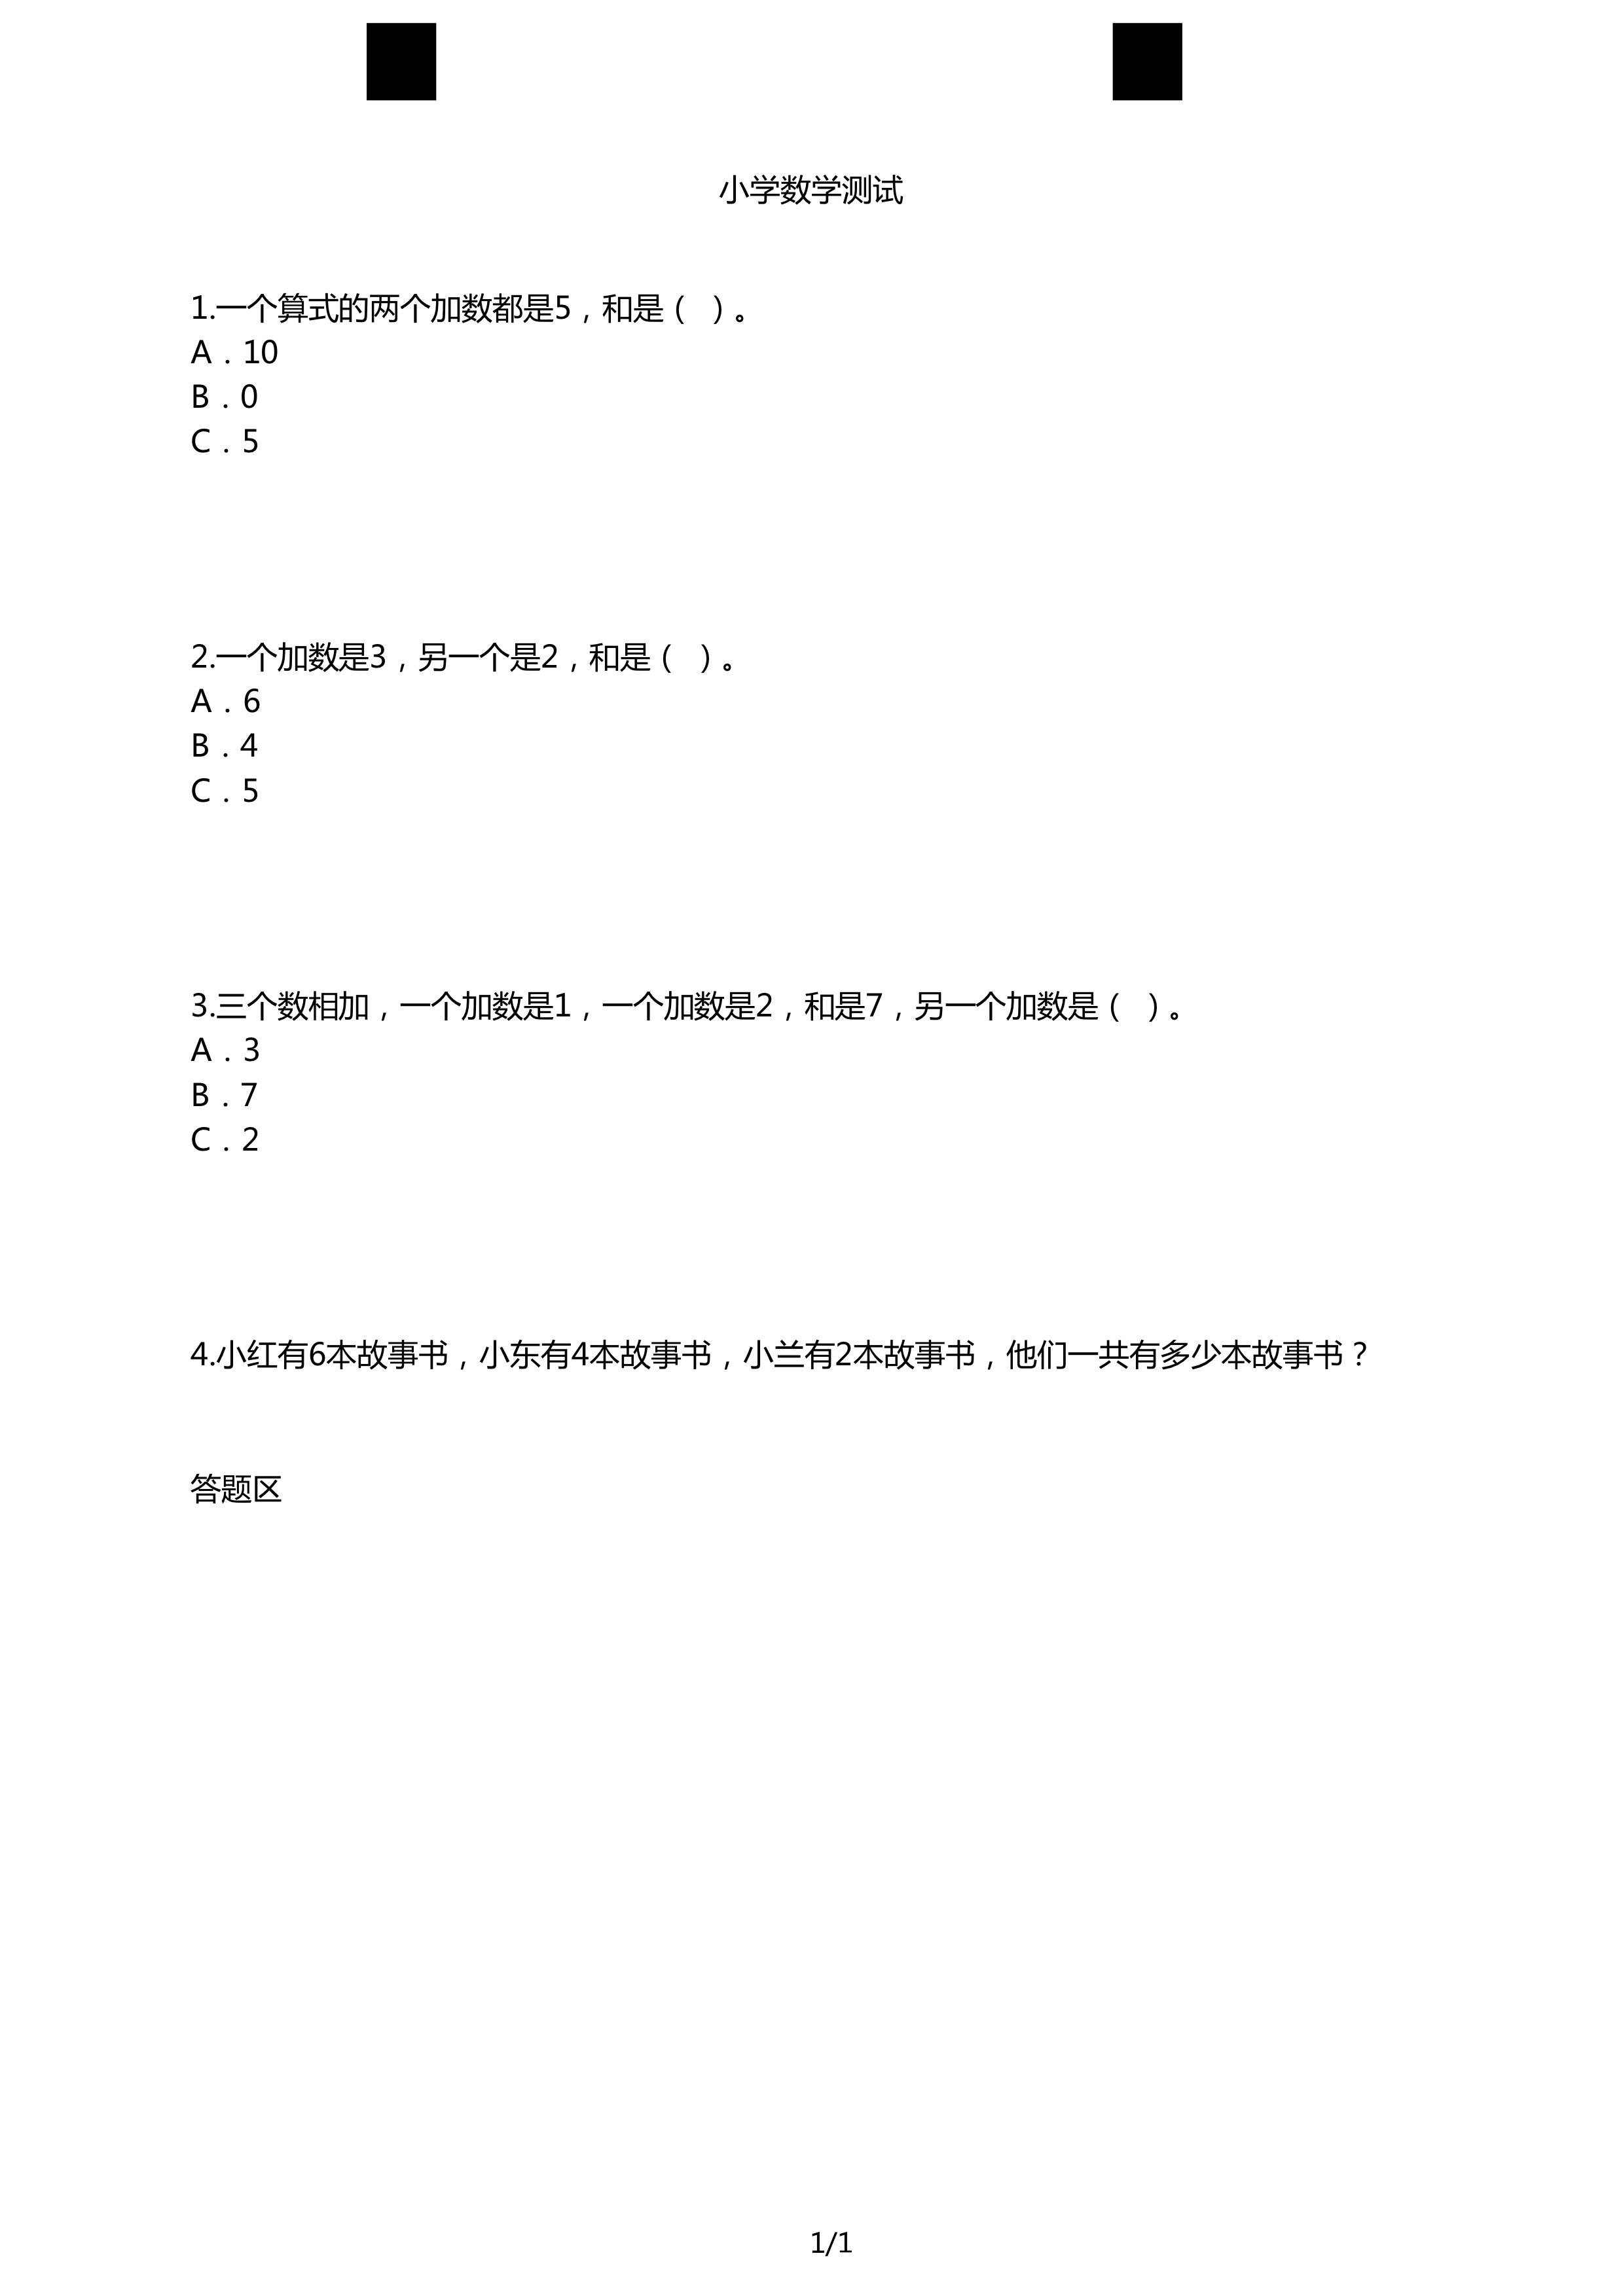 小学数学测试
1.一个算式的两个加数都是5，和是（  ）。
A．10
B．0
C．5
2.一个加数是3，另一个是2，和是（  ）。
A．6
B．4
C．5
3.三个数相加，一个加数是1，一个加数是2，和是7，另一个加数是（  ）。
A．3
B．7
C．2
4.小红有6本故事书，小东有4本故事书，小兰有2本故事书，他们一共有多少本故事书？
答题区
1/1